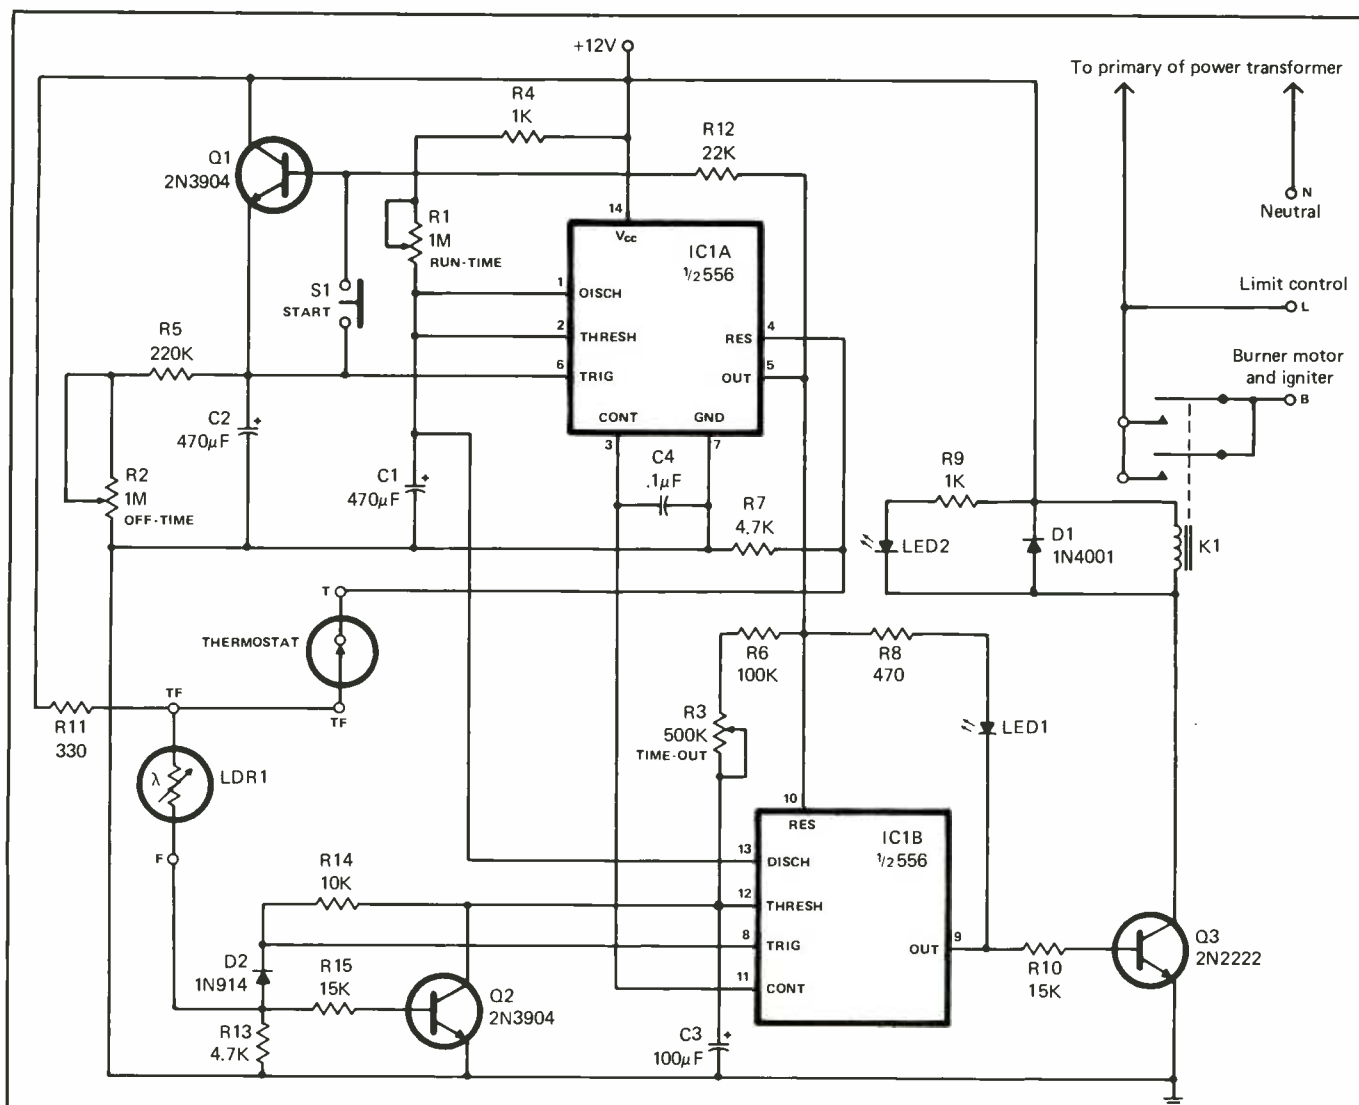 +12V
To primary of power transformer
R4
1K
R12
22K
Q1
2N3904
N
Neutral
14
Vcc
R1
1M
RUN-TIME
IC1A
1/2 556
S1
START
1
DISCH
Limit control
L
R5
220K
2
THRESH
4
RES
6
TRIG
5
OUT
Burner motor
and igniter
B
C2
470μF
+
CONT
GND
3
7
R2
1M
OFF-TIME
C1
470μF
+
C4
.1μF
R7
4.7K
R9
1K
LED2
D1
1N4001
K1
T
THERMOSTAT
TF
TF
R11
330
R6
100K
R8
470
R3
500K
TIME-OUT
LED1
λ
LDR1
F
10
RES
IC1B
1/2 556
13
DISCH
R14
10K
12
THRESH
8
TRIG
OUT
9
11
CONT
D2
1N914
R15
15K
Q2
2N3904
R10
15K
Q3
2N2222
R13
4.7K
C3
100μF
+